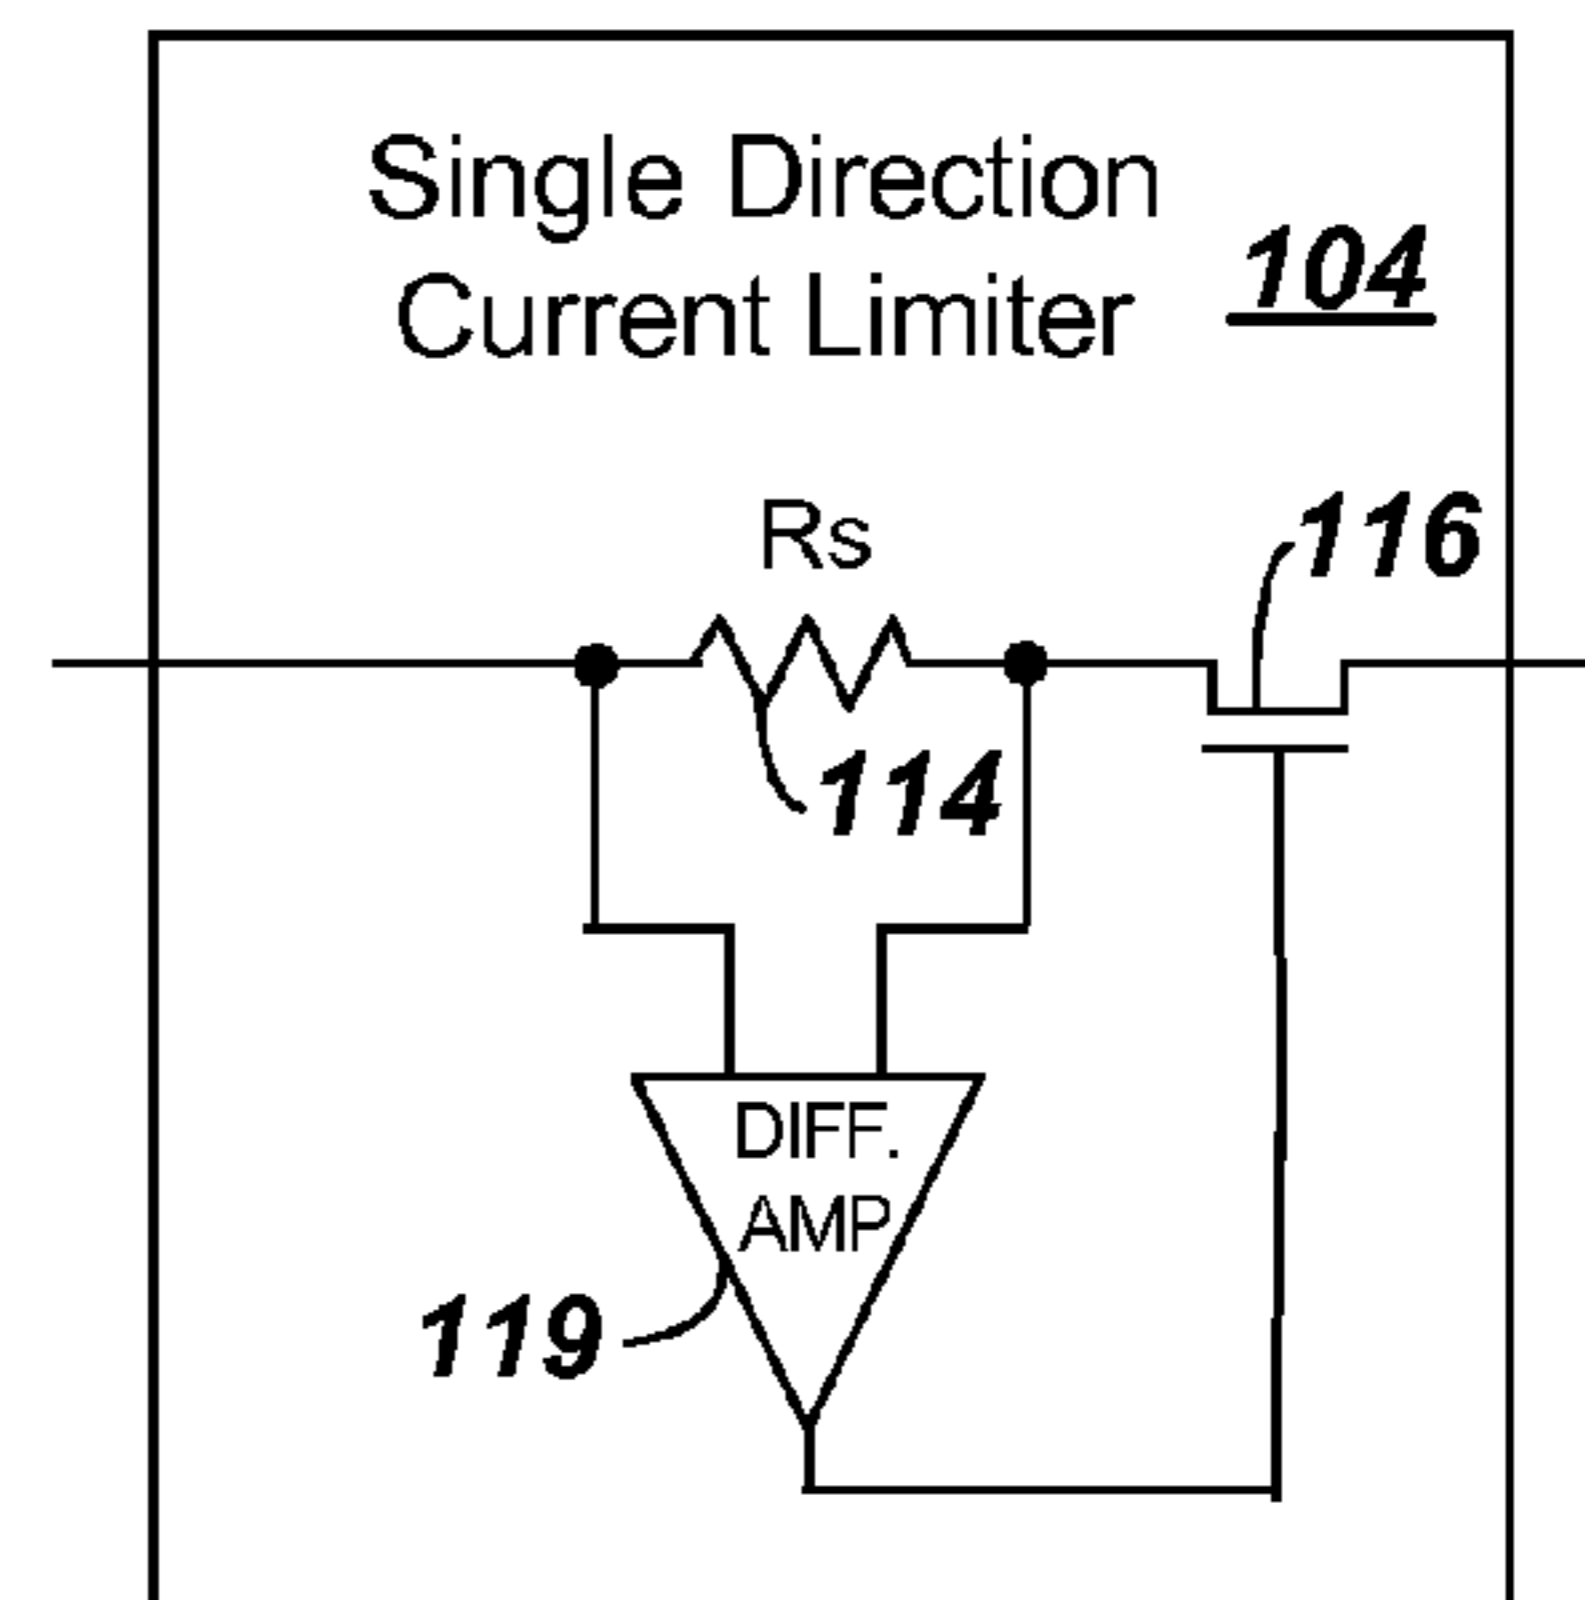 Single Direction
Current Limiter
104
Rs
116
114
DIFF.
AMP
119